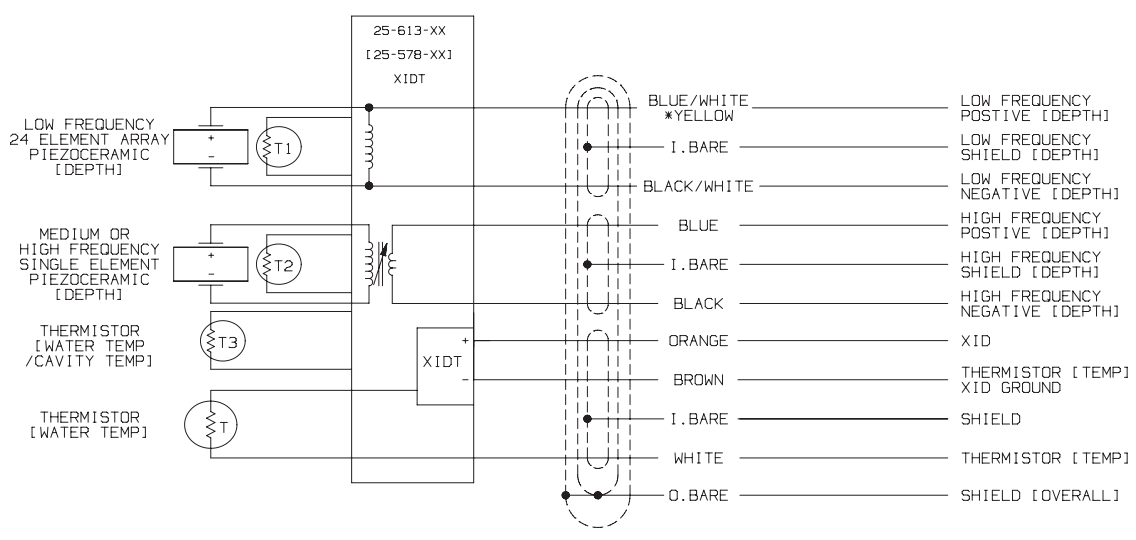 25-613-XX
[25-578-XX]
XIDT
LOW FREQUENCY
24 ELEMENT ARRAY
PIEZOCERAMIC
[DEPTH]
+
-
T1
BLUE/WHITE
*YELLOW
LOW FREQUENCY
POSTIVE [DEPTH]
I.BARE
LOW FREQUENCY
SHIELD [DEPTH]
BLACK/WHITE
LOW FREQUENCY
NEGATIVE [DEPTH]
MEDIUM OR
HIGH FREQUENCY
SINGLE ELEMENT
PIEZOCERAMIC
[DEPTH]
+
-
T2
BLUE
HIGH FREQUENCY
POSTIVE [DEPTH]
I.BARE
HIGH FREQUENCY
SHIELD [DEPTH]
BLACK
HIGH FREQUENCY
NEGATIVE [DEPTH]
THERMISTOR
[WATER TEMP
/CAVITY TEMP]
T3
XIDT
+
-
ORANGE
XID
BROWN
THERMISTOR [TEMP]
XID GROUND
THERMISTOR
[WATER TEMP]
T
I.BARE
SHIELD
WHITE
THERMISTOR [TEMP]
O.BARE
SHIELD [OVERALL]